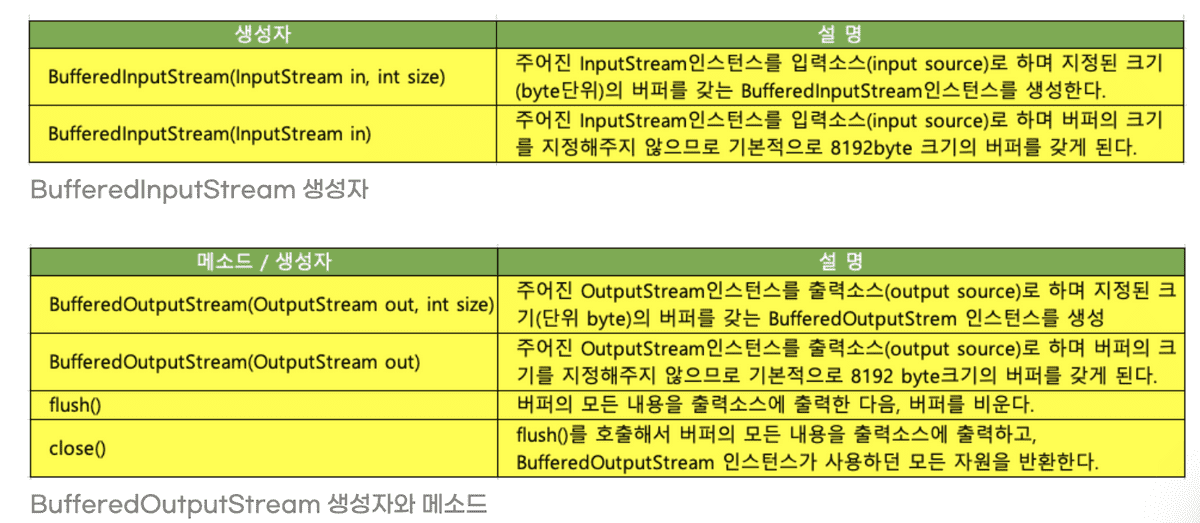 생성자 설 명
BufferedInputStream(InputStream in, int size)
주어진 InputStream인스턴스를 입력소스(input source)로 하며 지정된 크기
(byte단위)의 버퍼를 갖는 BufferedInputStream인스턴스를 생성한다.
BufferedInputStream(InputStream in)
주어진 InputStream인스턴스를 입력소스(input source)로 하며 버퍼의 크기
를 지정해주지 않으므로 기본적으로 8192byte 크기의 버퍼를 갖게 된다.
BufferedInputStream 생성자
메소드 / 생성자 설 명
BufferedOutputStream(OutputStream out, int size)
주어진 OutputStream인스턴스를 출력소스(output source)로 하며 지정된 크
기(단위 byte)의 버퍼를 갖는 BufferedOutputStrem 인스턴스를 생성
BufferedOutputStream(OutputStream out)
주어진 OutputStream인스턴스를 출력소스(output source)로 하며 버퍼의 크
기를 지정해주지 않으므로 기본적으로 8192 byte크기의 버퍼를 갖게 된다.
flush()
버퍼의 모든 내용을 출력소스에 출력한 다음, 버퍼를 비운다.
close()
flush()를 호출해서 버퍼의 모든 내용을 출력소스에 출력하고,
BufferedOutputStream 인스턴스가 사용하던 모든 자원을 반환한다.
BufferedOutputStream 생성자와 메소드